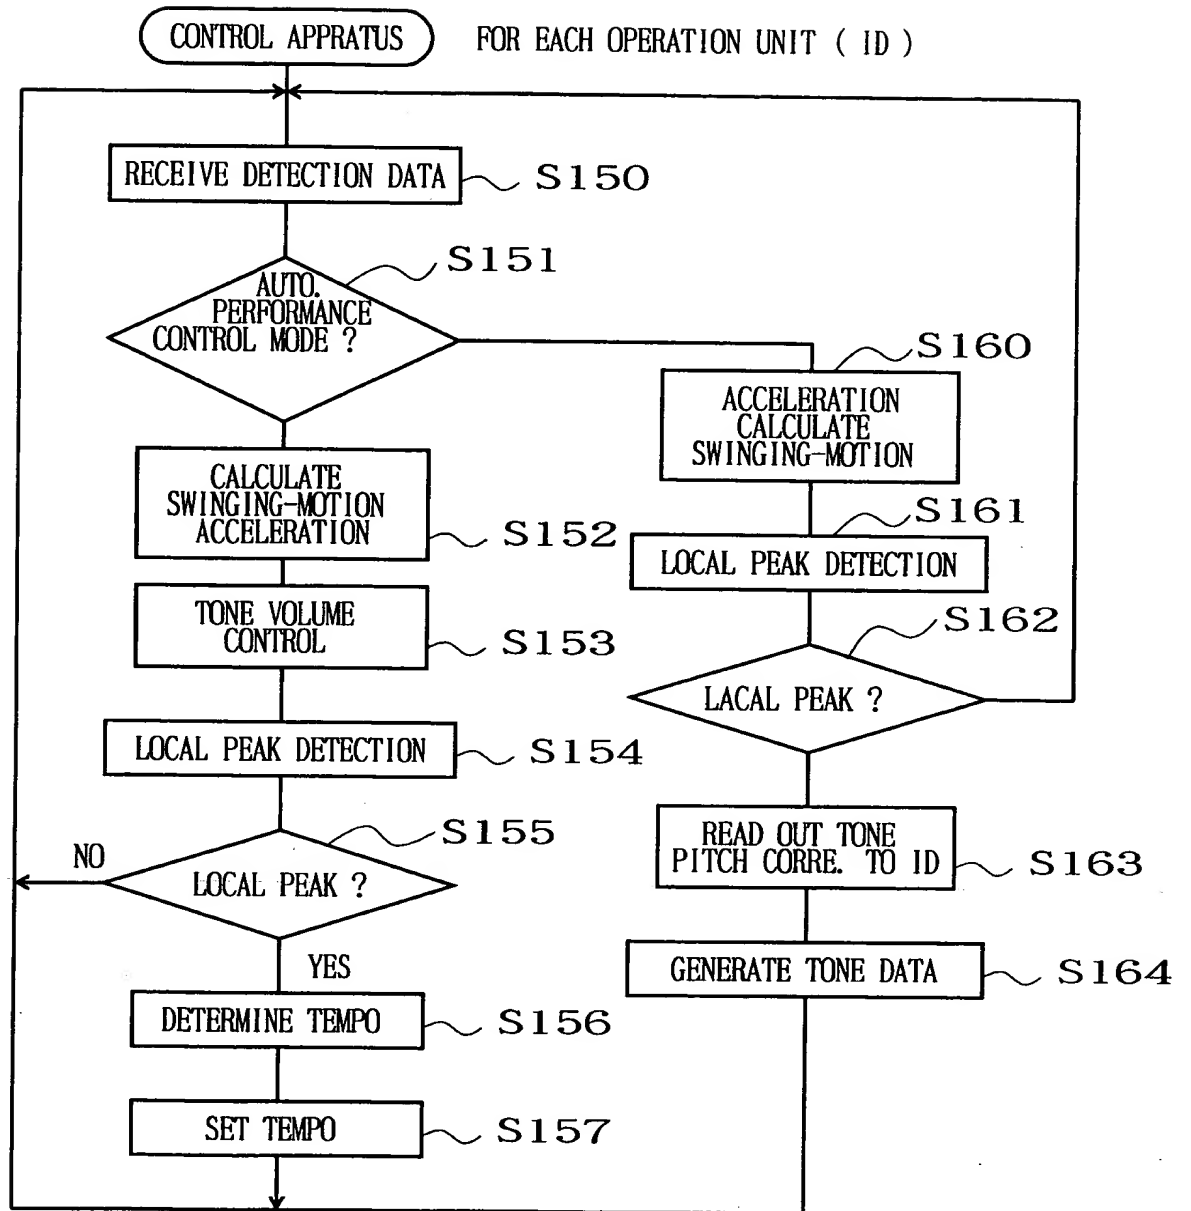 CONTROL APPRATUS
FOR EACH OPERATION UNIT ( ID )
RECEIVE DETECTION DATA
S150
S151
AUTO.
PERFORMANCE
CONTROL MODE ?
CALCULATE
SWINGING-MOTION
ACCELERATION
S152
TONE VOLUME
CONTROL
S153
LOCAL PEAK DETECTION
S154
S155
NO
LOCAL PEAK ?
YES
DETERMINE TEMPO
S156
SET TEMPO
S157
S160
ACCELERATION
CALCULATE
SWINGING-MOTION
S161
LOCAL PEAK DETECTION
S162
LACAL PEAK ?
READ OUT TONE
PITCH CORRE. TO ID
S163
GENERATE TONE DATA
S164